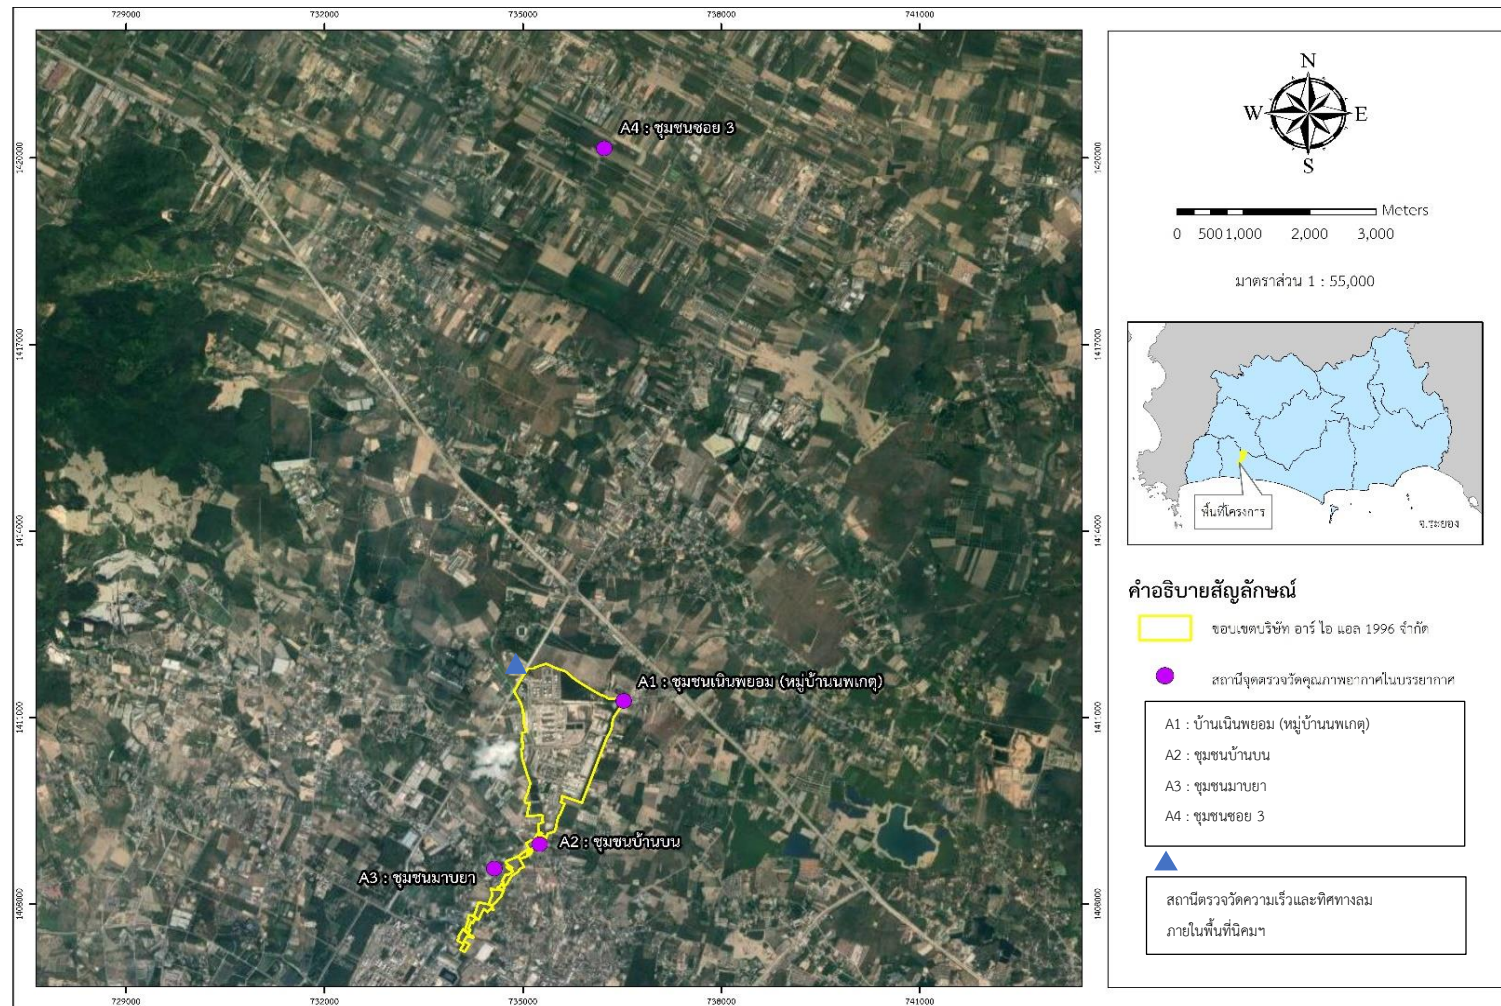 729000 732000 735000 738000 741000
A4 : ชุมชนซอย 3
1420000 1420000
1417000 1417000
1414000 1414000
A1 : ชุมชนเนินพยอม (หมู่บ้านนพเกตุ)
1411000 1411000
A2 : ชุมชนบ้านบน
A3 : ชุมชนมาบยา
1408000 1408000
729000 732000 735000 738000 741000
N
W E
S
Meters
0 500 1,000 2,000 3,000
มาตราส่วน 1 : 55,000
พื้นที่โครงการ
จ.ระยอง
คำอธิบายสัญลักษณ์
ขอบเขตบริษัท อาร์ ไอ แอล 1996 จำกัด
สถานีจุดตรวจวัดคุณภาพอากาศในบรรยากาศ
A1 : บ้านเนินพยอม (หมู่บ้านนพเกตุ)
A2 : ชุมชนบ้านบน
A3 : ชุมชนมาบยา
A4 : ชุมชนซอย 3
สถานีตรวจวัดความเร็วและทิศทางลม
ภายในพื้นที่นิคมฯ